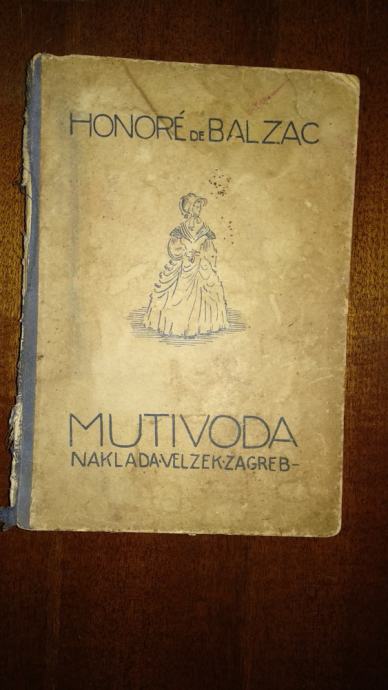 HONORÉ DE BALZAC
MUTIVODA
NAKLADA·VELZEK·ZAGREB-